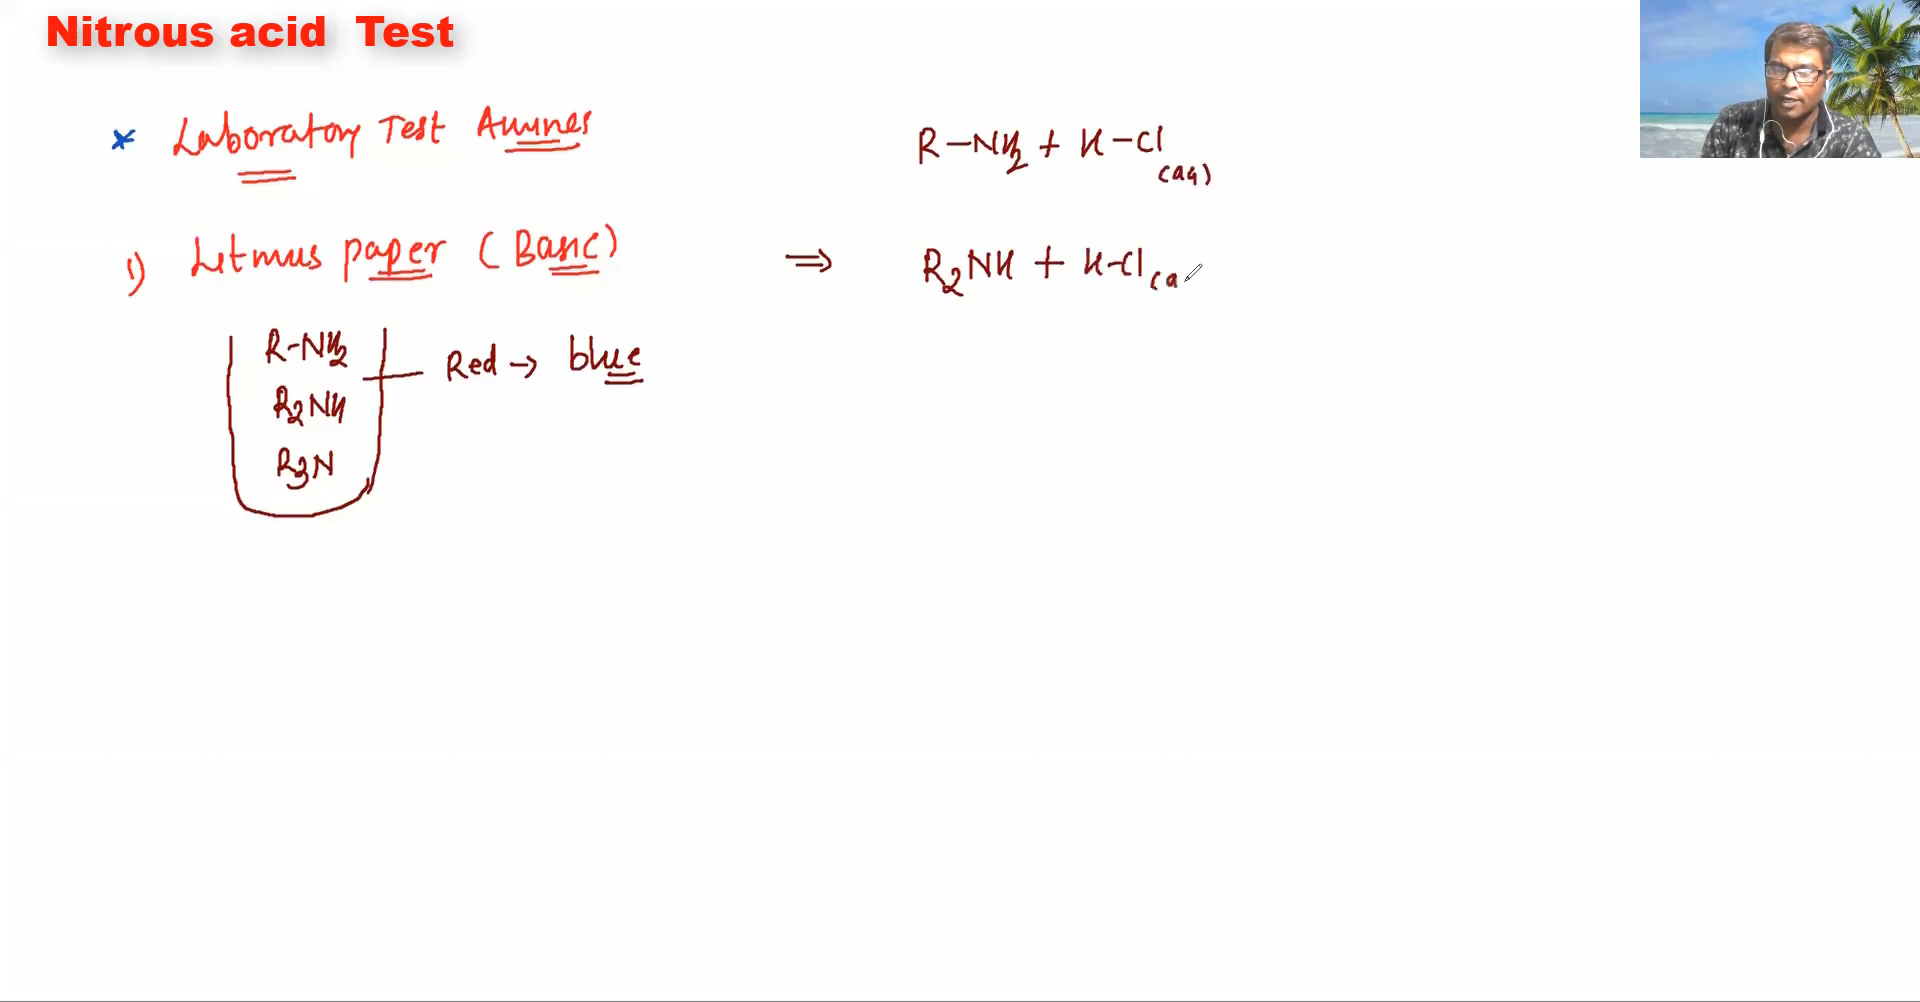 Nitrous acid Test
* Laboratory Test Amines
1) Litmus paper (Basic)
R-NH2
R2NH
R3N
Red → blue
R-NH2 + H-Cl (aq)
⇒ R2NH + H-Cl (a